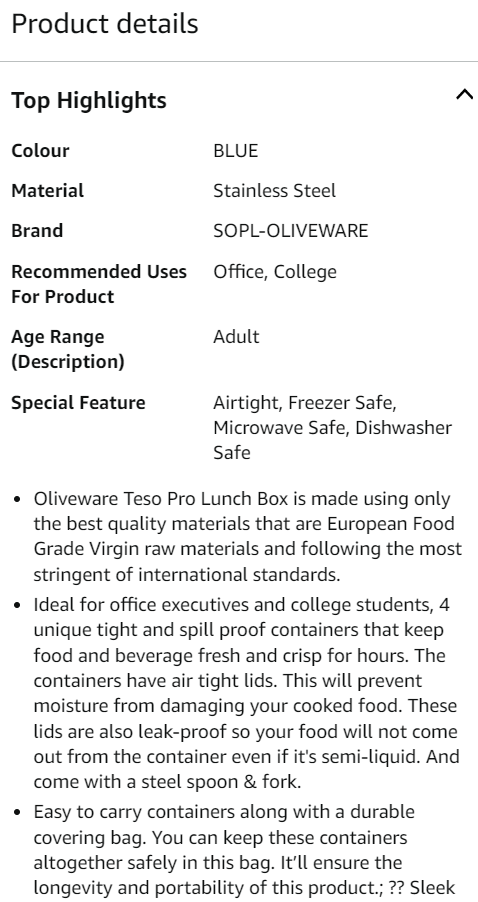 Product details
Top Highlights
Colour BLUE
Material Stainless Steel
Brand SOPL-OLIVEWARE
Recommended Uses For Product Office, College
Age Range (Description) Adult
Special Feature Airtight, Freezer Safe,
Microwave Safe, Dishwasher
Safe
• Oliveware Teso Pro Lunch Box is made using only
the best quality materials that are European Food
Grade Virgin raw materials and following the most
stringent of international standards.
• Ideal for office executives and college students, 4
unique tight and spill proof containers that keep
food and beverage fresh and crisp for hours. The
containers have air tight lids. This will prevent
moisture from damaging your cooked food. These
lids are also leak-proof so your food will not come
out from the container even if it's semi-liquid. And
come with a steel spoon & fork.
• Easy to carry containers along with a durable
covering bag. You can keep these containers
altogether safely in this bag. It’ll ensure the
longevity and portability of this product.; ?? Sleek